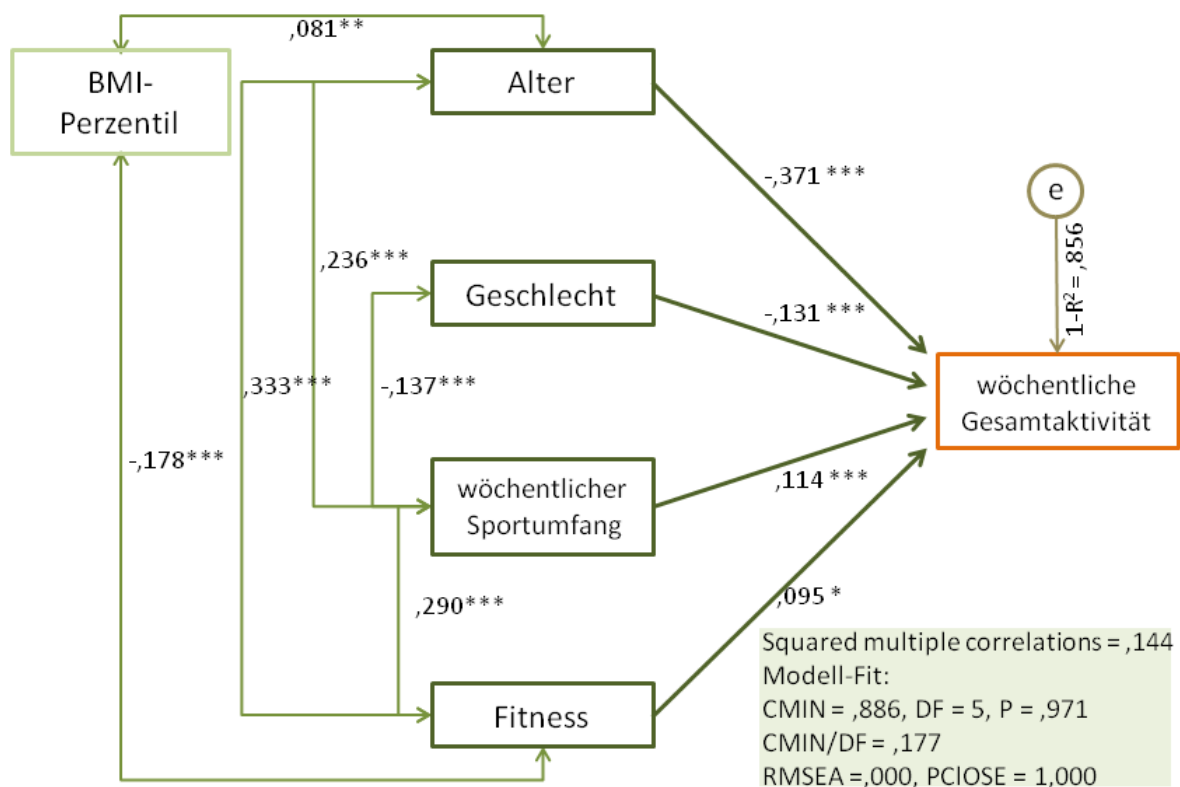 ,081**
BMI-
Perzentil
Alter
-,371 ***
e
1-R² = ,856
,236***
Geschlecht
-,131 ***
,333***
-,137***
wöchentliche
Gesamtaktivität
-,178***
wöchentlicher
Sportumfang
,114 ***
,290***
,095 *
Fitness
Squared multiple correlations = ,144
Modell-Fit:
CMIN = ,886, DF = 5, P = ,971
CMIN/DF = ,177
RMSEA =,000, PClOSE = 1,000